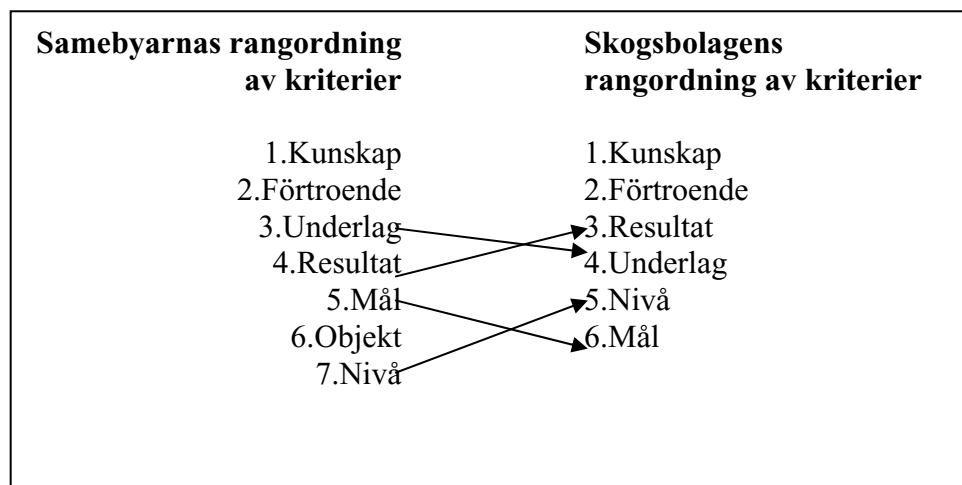 Samebyarnas rangordning
av kriterier
1.Kunskap
2.Förtroende
3.Underlag
4.Resultat
5.Mål
6.Objekt
7.Nivå
Skogsbolagens
rangordning av kriterier
1.Kunskap
2.Förtroende
3.Resultat
4.Underlag
5.Nivå
6.Mål